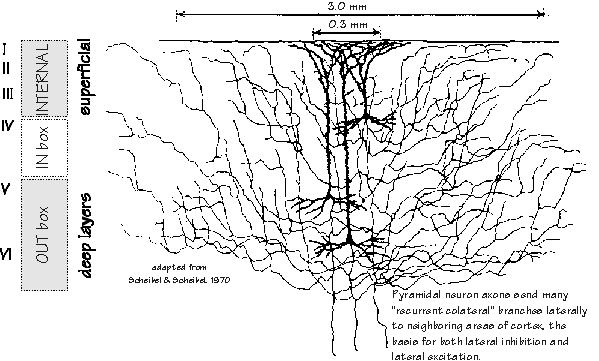 3.0 mm
0.3 mm
I
II
III
IV
V
VI
INTERNAL
IN box
OUT box
superficial
deep layers
adapted from
Scheibel & Scheibel, 1970
Pyramidal neuron axons send many
"recurrent colateral" branches laterally
to neighboring areas of cortex, the
basis for both lateral inhibition and
lateral excitation.